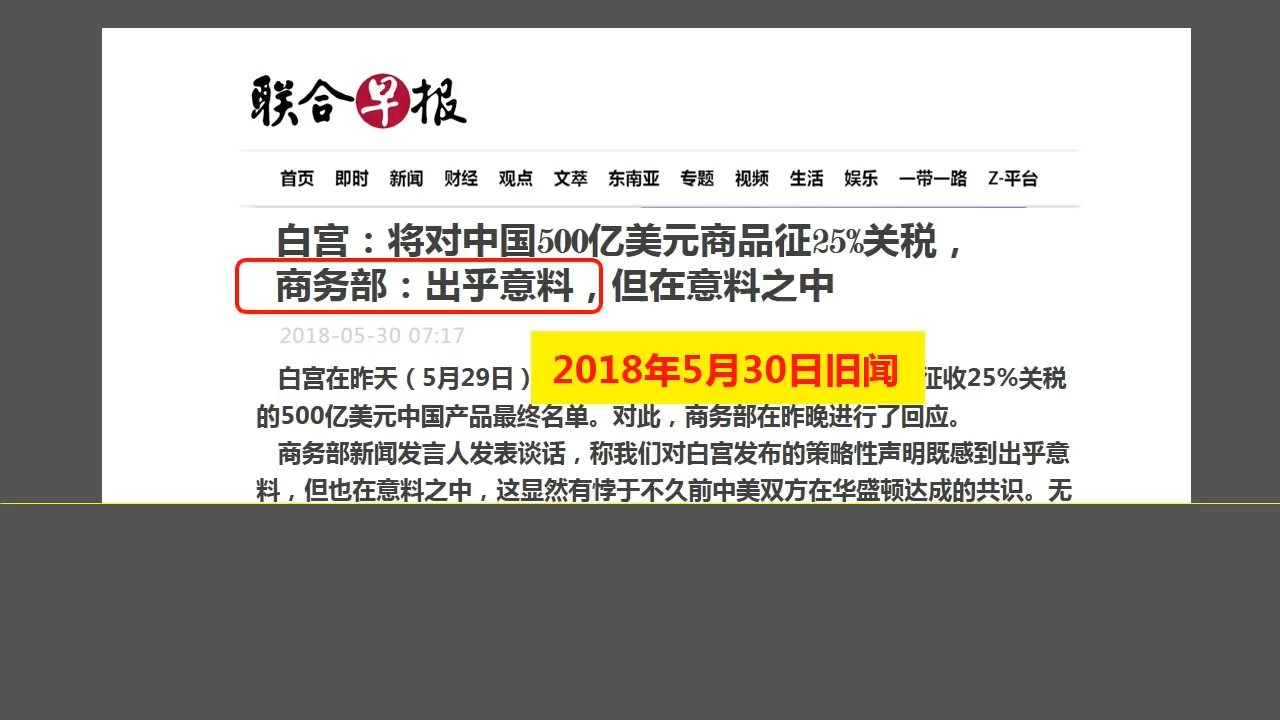 联合早报
首页 即时 新闻 财经 观点 文萃 东南亚 专题 视频 生活 娱乐 一带一路 Z-平台
白宫：将对中国500亿美元商品征25%关税，
商务部：出乎意料，但在意料之中
2018-05-30 07:17
2018年5月30日旧闻
白宫在昨天（5月29日）征收25%关税
的500亿美元中国产品最终名单。对此，商务部在昨晚进行了回应。
商务部新闻发言人发表谈话，称我们对白宫发布的策略性声明既感到出乎意
料，但也在意料之中，这显然有悖于不久前中美双方在华盛顿达成的共识。无